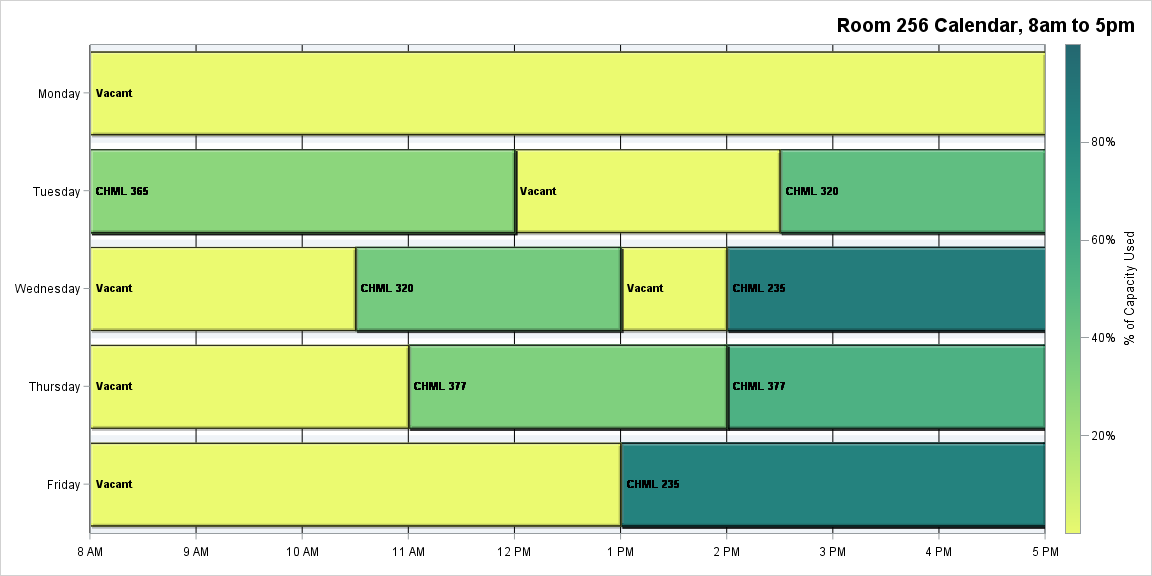 Room 256 Calendar, 8am to 5pm
Monday
Vacant
Tuesday
CHML 365
Vacant
CHML 320
Wednesday
Vacant
CHML 320
Vacant
CHML 235
Thursday
Vacant
CHML 377
CHML 377
Friday
Vacant
CHML 235
8 AM
9 AM
10 AM
11 AM
12 PM
1 PM
2 PM
3 PM
4 PM
5 PM
80%
60%
40%
20%
% of Capacity Used